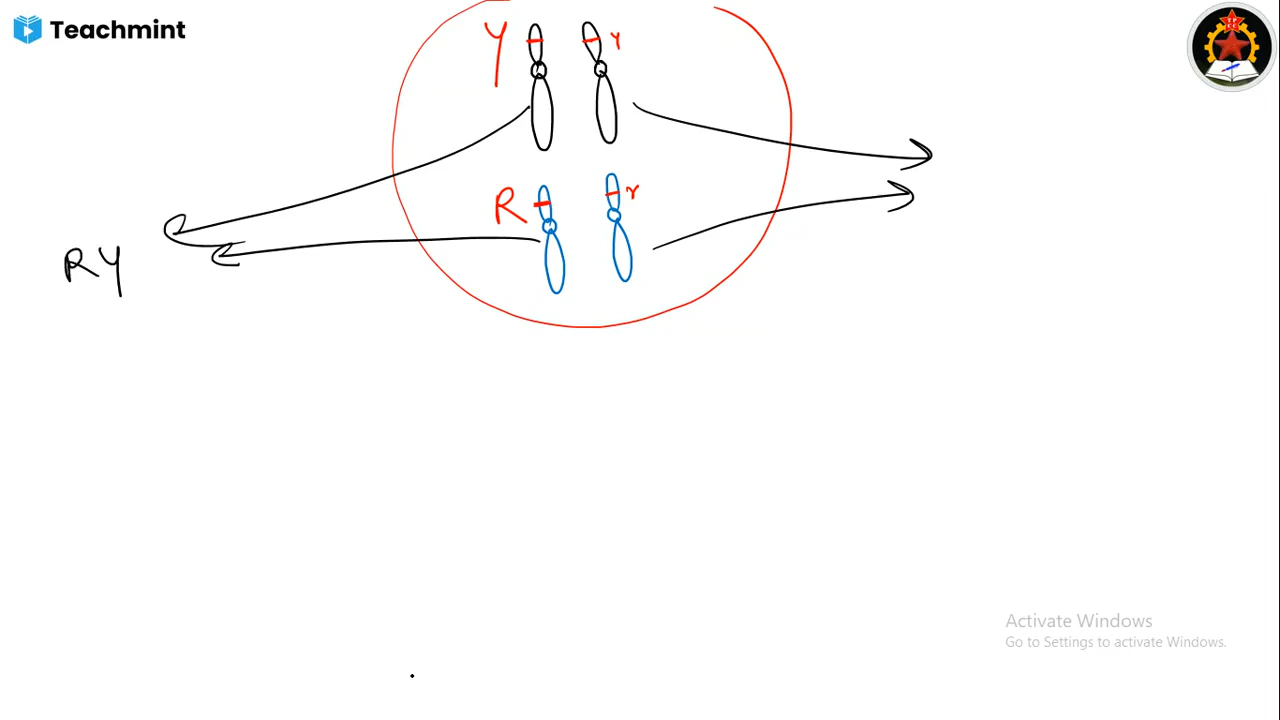 Teachmint
Y y
R r
RY
Activate Windows
Go to Settings to activate Windows.